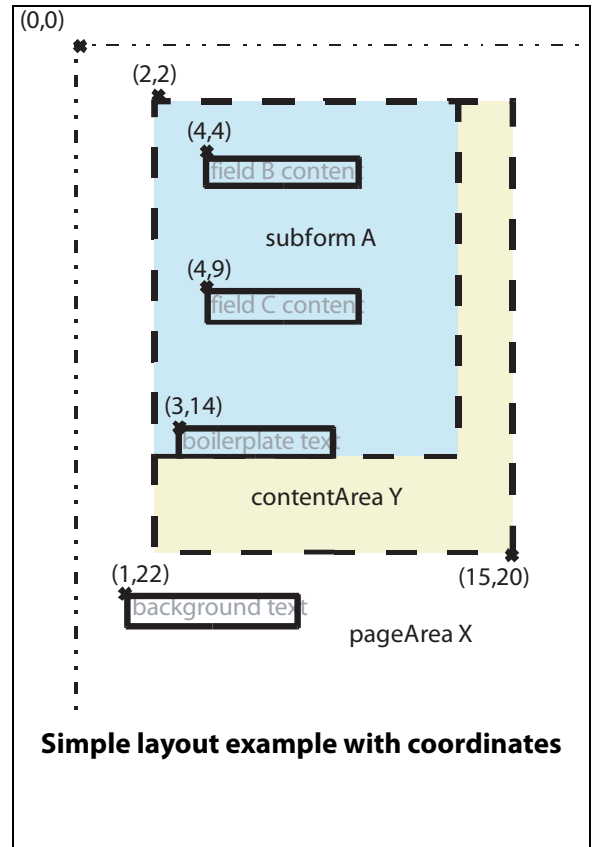 (0,0)
(2,2)
(4,4)
field B content
subform A
(4,9)
field C content
(3,14)
boilerplate text
contentArea Y
(1,22)
(15,20)
background text
pageArea X
Simple layout example with coordinates